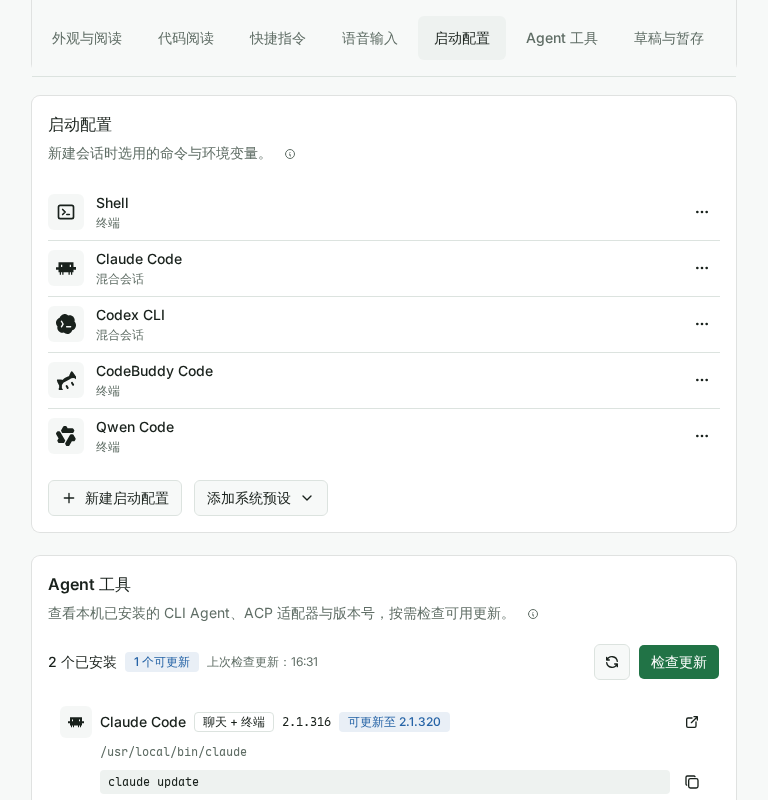 外观与阅读 代码阅读 快捷指令 语音输入 启动配置 Agent 工具 草稿与暂存
启动配置
新建会话时选用的命令与环境变量。
Shell
终端
Claude Code
混合会话
Codex CLI
混合会话
CodeBuddy Code
终端
Qwen Code
终端
新建启动配置 添加系统预设
Agent 工具
查看本机已安装的 CLI Agent、ACP 适配器与版本号，按需检查可用更新。
2 个已安装 1 个可更新 上次检查更新：16:31 检查更新
Claude Code 聊天 + 终端 2.1.316 可更新至 2.1.320
/usr/local/bin/claude
claude update